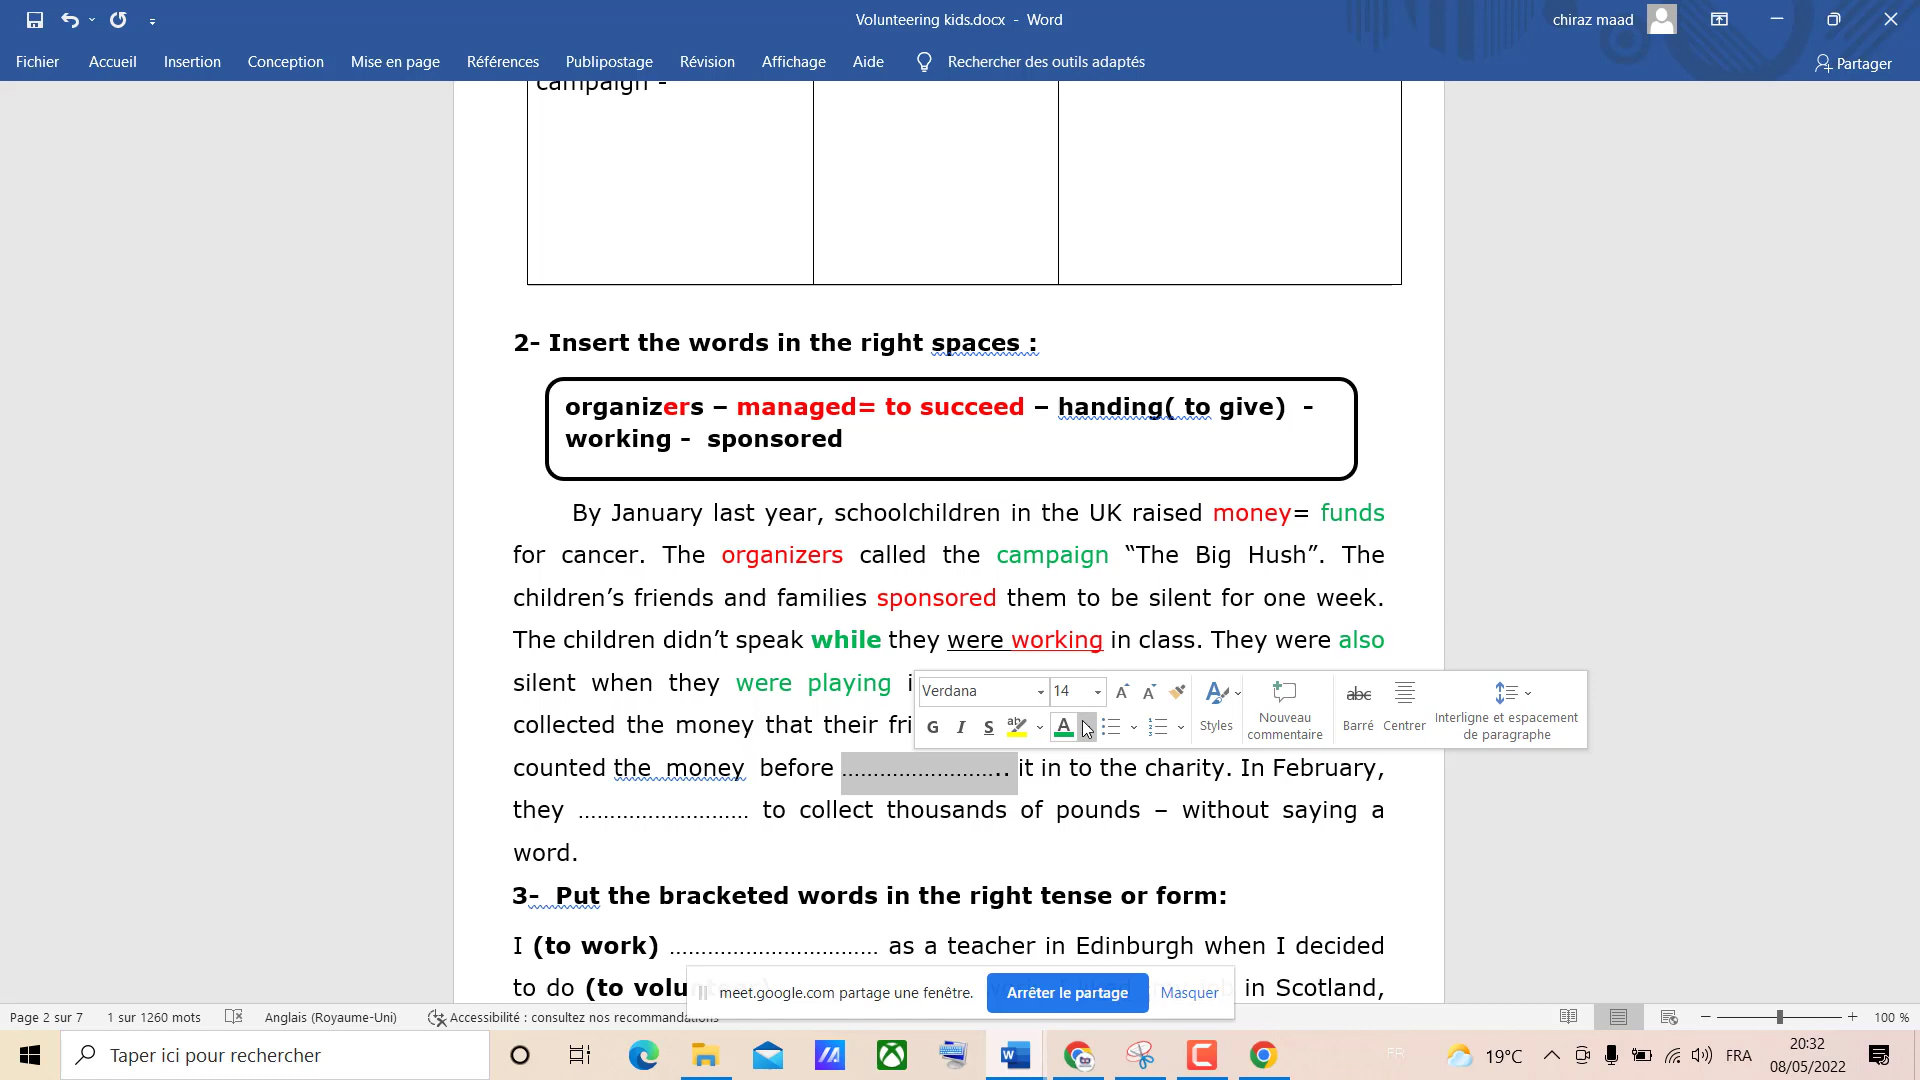 Volunteering kids.docx - Word
chiraz maad
Fichier Accueil Insertion Conception Mise en page Références Publipostage Révision Affichage Aide Rechercher des outils adaptés Partager
campaign -
2- Insert the words in the right spaces :
organizers – managed= to succeed – handing( to give) -
working - sponsored
By January last year, schoolchildren in the UK raised money= funds
for cancer. The organizers called the campaign “The Big Hush”. The
children’s friends and families sponsored them to be silent for one week.
The children didn’t speak while they were working in class. They were also
silent when they were playing
collected the money that their
counted the money before ........................ it in to the charity. In February,
they ........................... to collect thousands of pounds – without saying a
word.
Verdana 14
G I S A Styles
Nouveau commentaire
abc Barré
Centrer
Interligne et espacement de paragraphe
3- Put the bracketed words in the right tense or form:
I (to work) ................................. as a teacher in Edinburgh when I decided
to do (to in Scotland,
meet.google.com partage une fenêtre. Arrêter le partage Masquer
Page 2 sur 7 1 sur 1260 mots Anglais (Royaume-Uni) Accessibilité : consultez nos recommandations 100 %
Taper ici pour rechercher
19°C FRA 20:32
08/05/2022